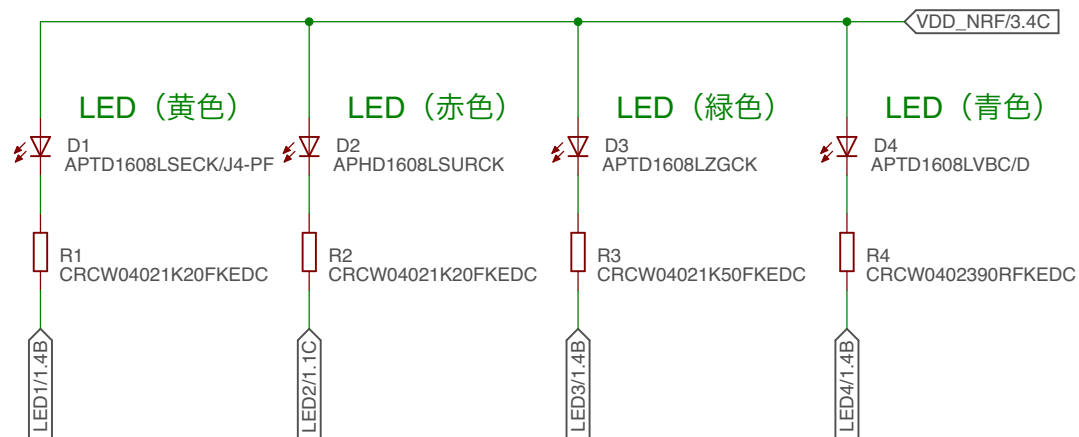 VDD_NRF/3.4C
LED（黄色）
LED（赤色）
LED（緑色）
LED（青色）
D1
APTD1608LSECK/J4-PF
D2
APHD1608LSURCK
D3
APTD1608LZGCK
D4
APTD1608LVBC/D
R1
CRCW04021K20FKEDC
R2
CRCW04021K20FKEDC
R3
CRCW04021K50FKEDC
R4
CRCW0402390RFKEDC
LED1/1.4B
LED2/1.1C
LED3/1.4B
LED4/1.4B